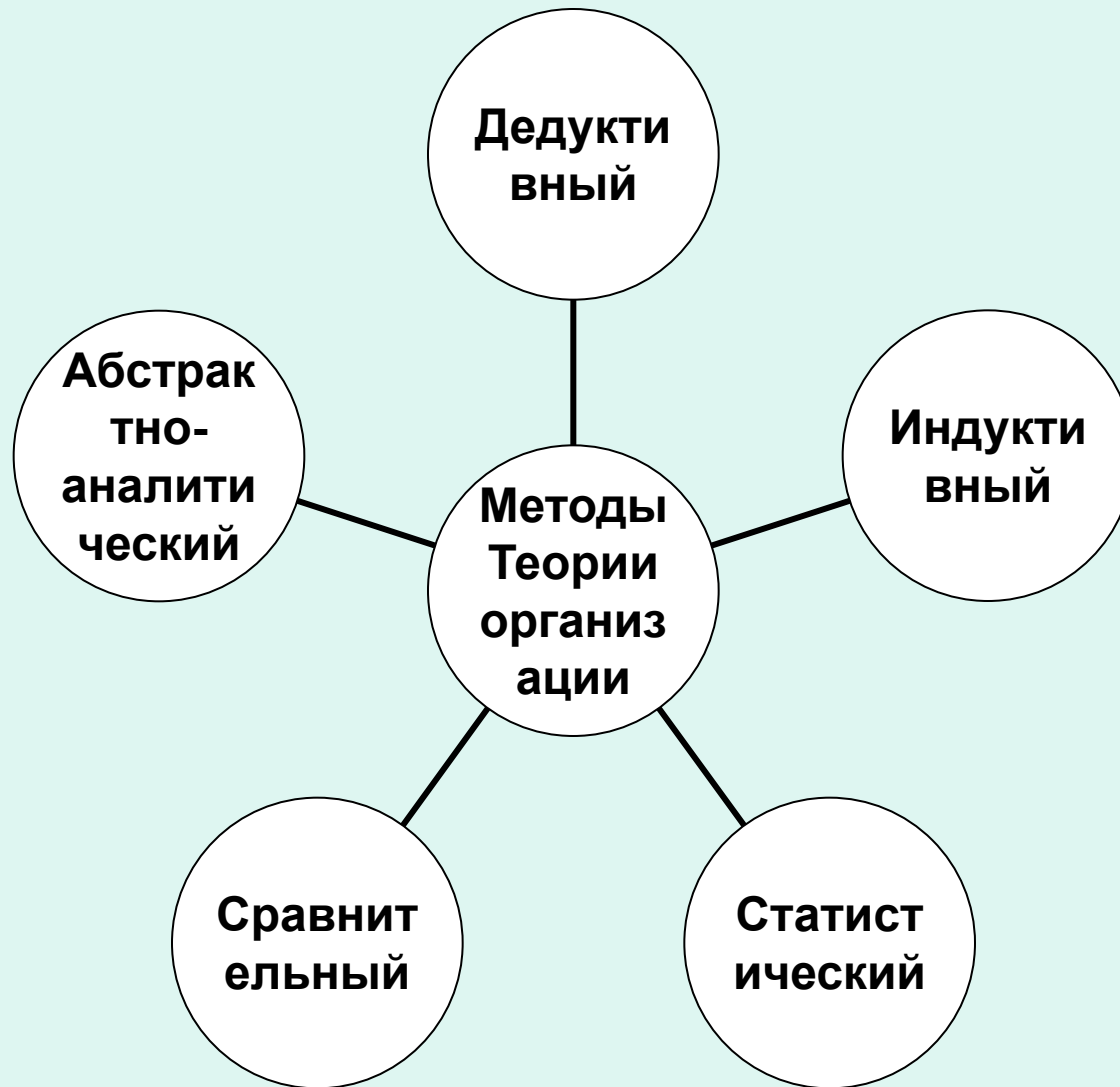 Дедукти
вный
Абстрак
тно-
аналити
ческий
Индукти
вный
Методы
Теории
организ
ации
Сравнит
ельный
Статист
ический